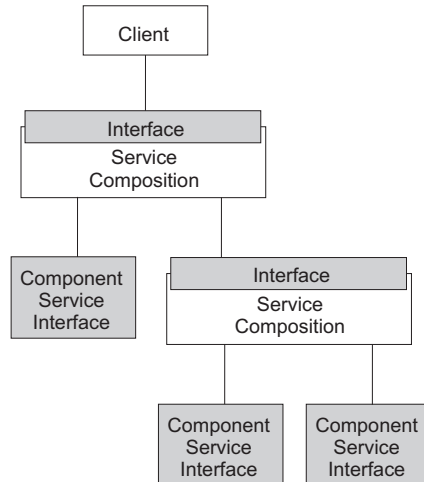 Client
Interface
Service
Composition
Component
Service
Interface
Interface
Service
Composition
Component
Service
Interface
Component
Service
Interface